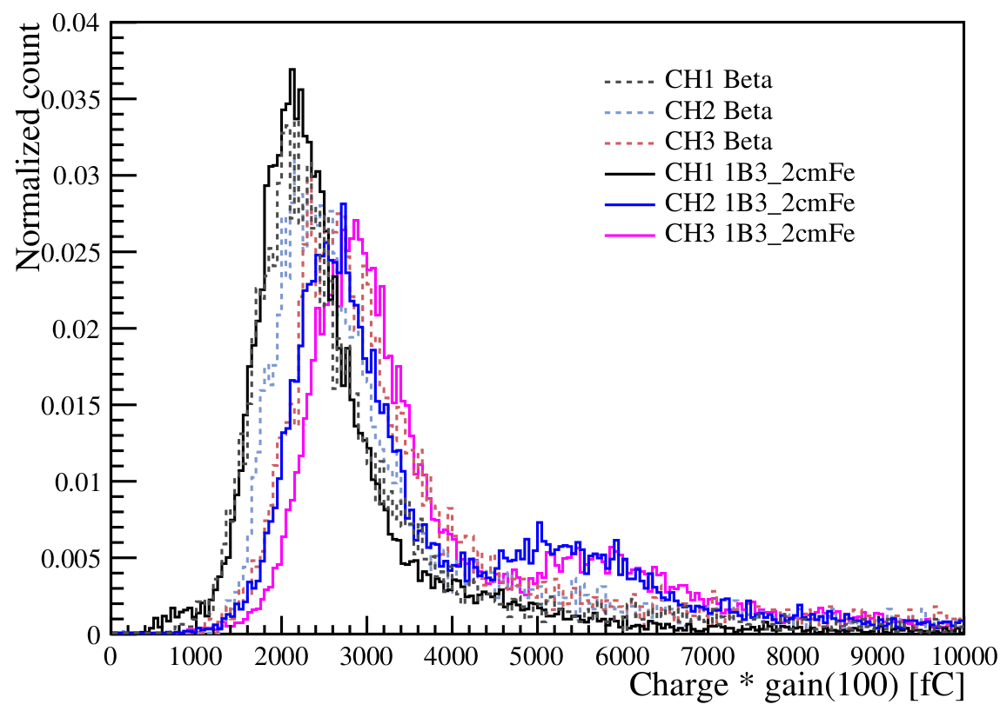 Normalized count
0.04
0.035
0.03
0.025
0.02
0.015
0.01
0.005
0
CH1 Beta
CH2 Beta
CH3 Beta
CH1 1B3_2cmFe
CH2 1B3_2cmFe
CH3 1B3_2cmFe
0 1000 2000 3000 4000 5000 6000 7000 8000 9000 10000
Charge * gain(100) [fC]